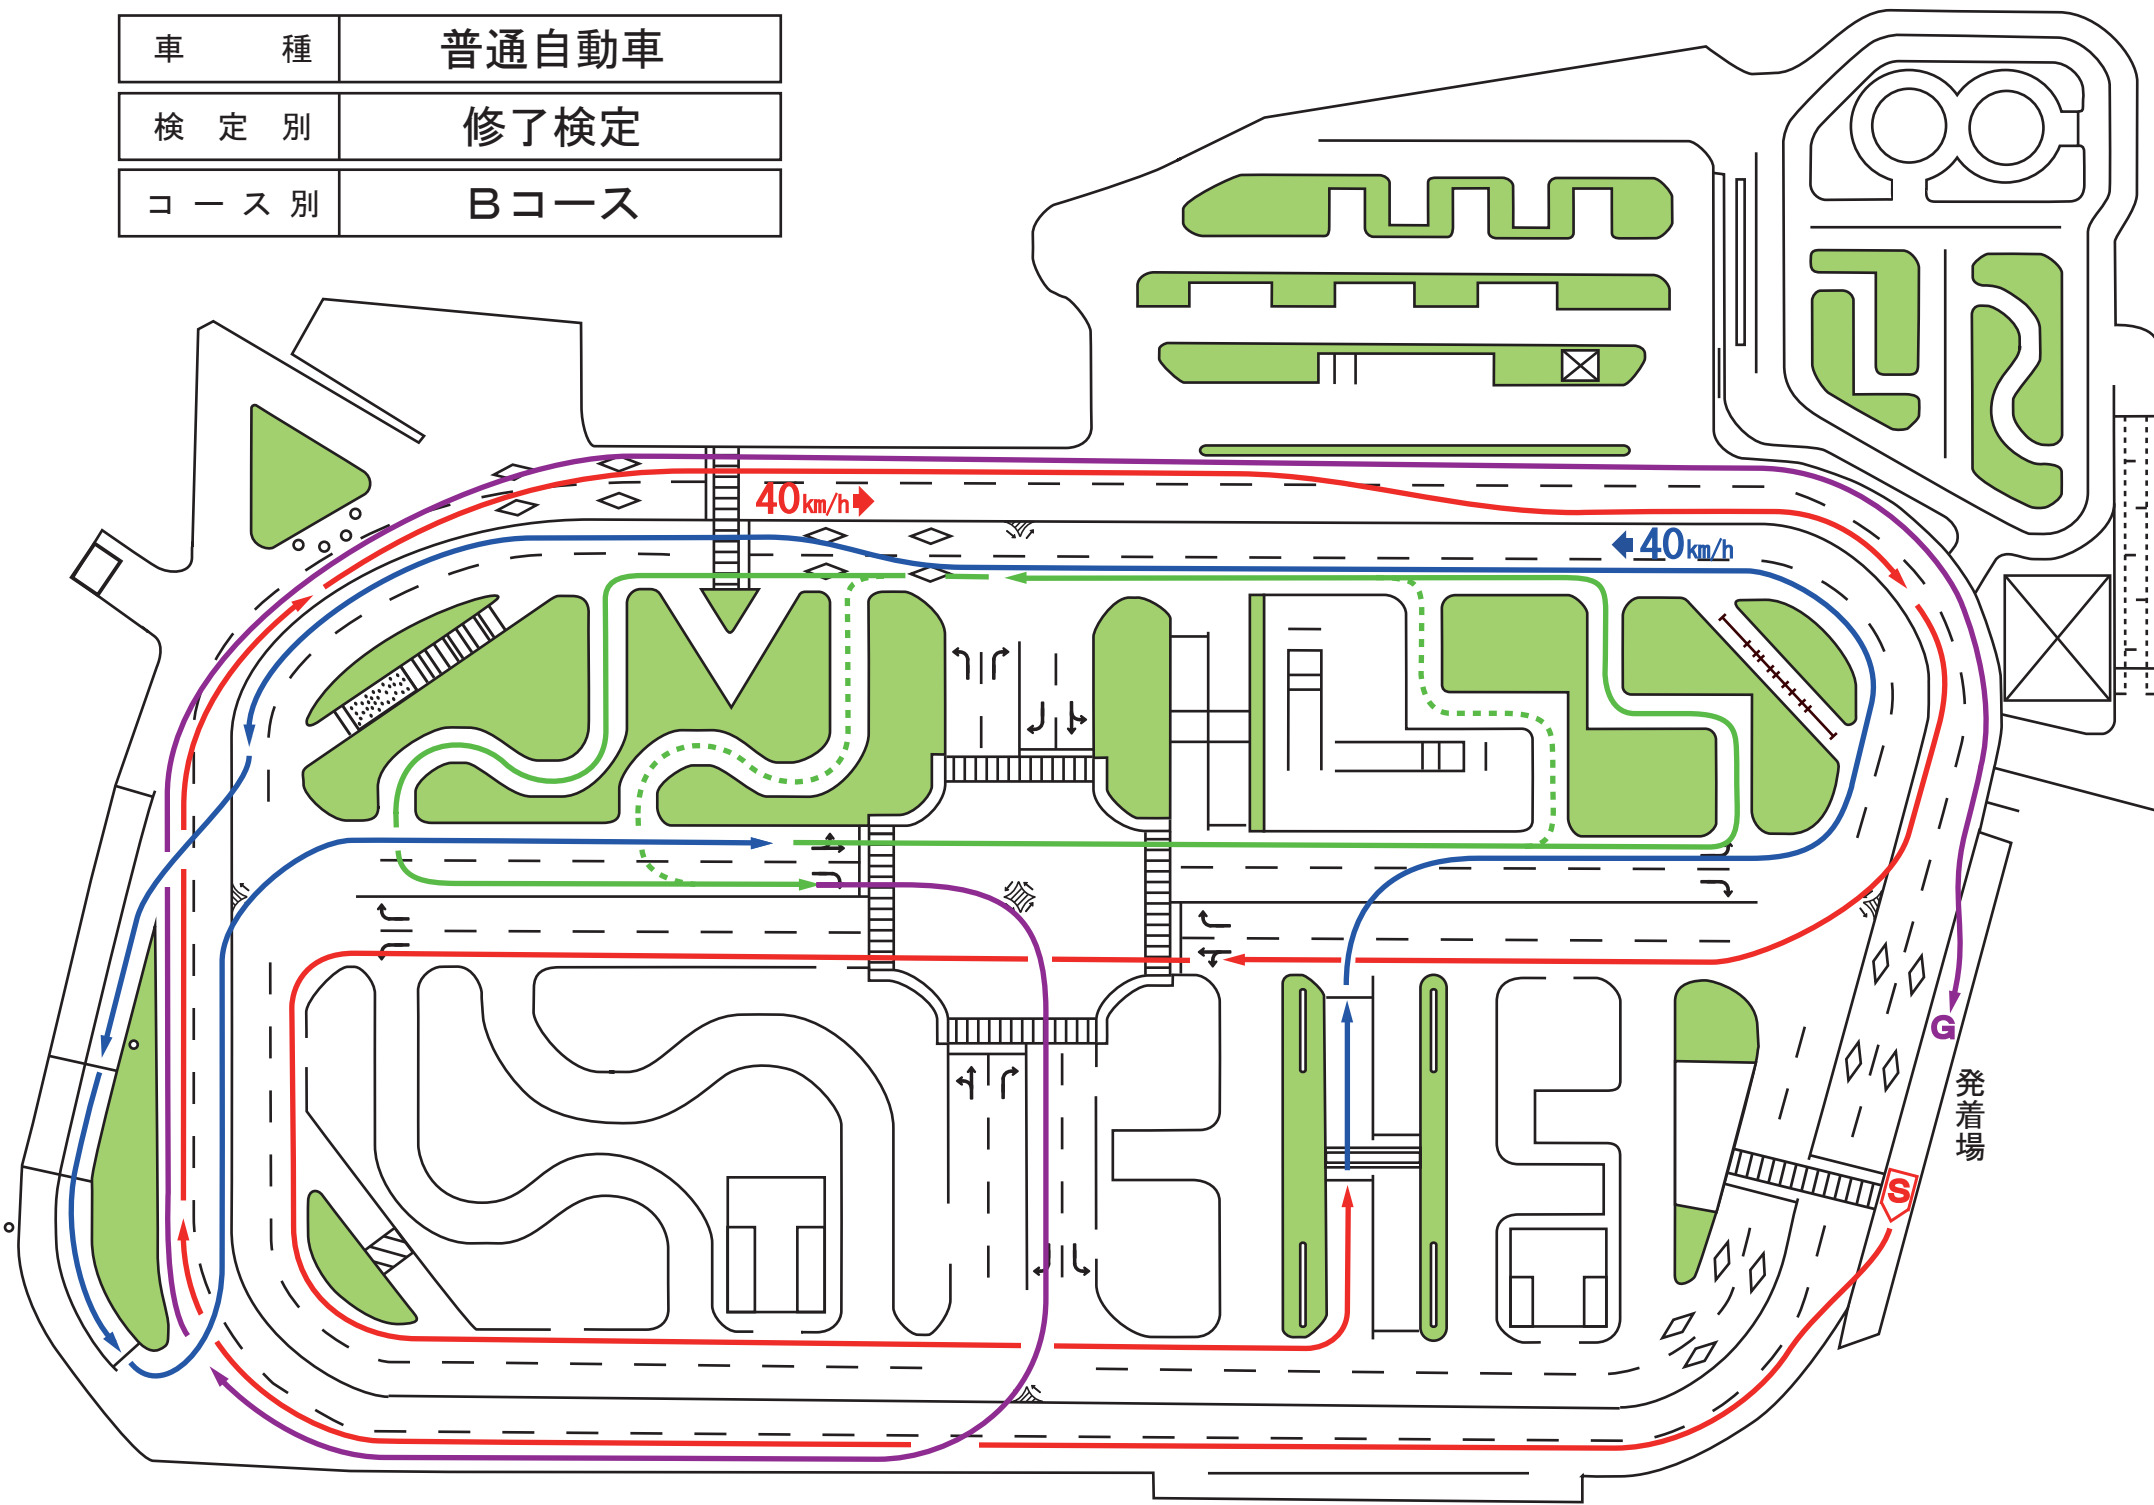 車種 普通自動車
検定別 修了検定
コース別 Bコース
40km/h
40km/h
G
発着場
S